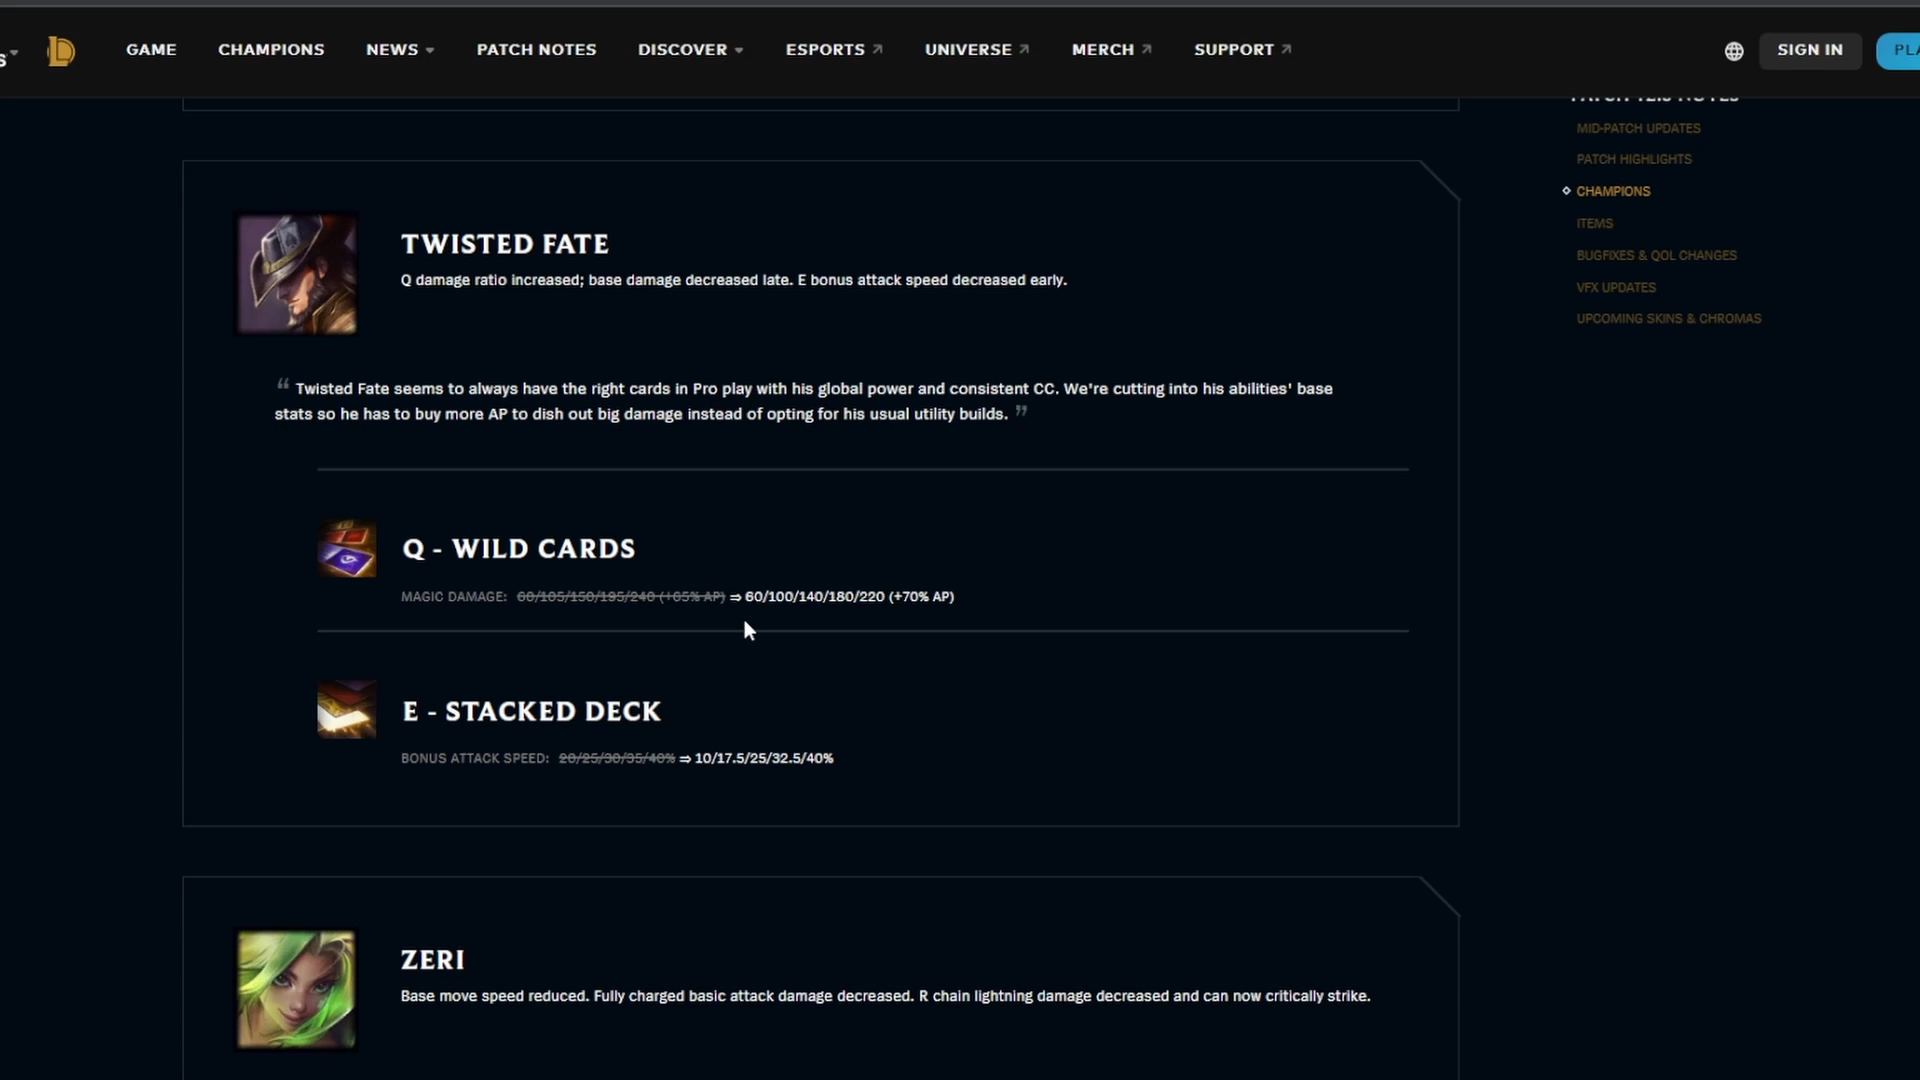 GAME CHAMPIONS NEWS PATCH NOTES DISCOVER ESPORTS UNIVERSE MERCH SUPPORT SIGN IN
MID-PATCH UPDATES
PATCH HIGHLIGHTS
CHAMPIONS
ITEMS
BUGFIXES & QOL CHANGES
VFX UPDATES
UPCOMING SKINS & CHROMAS
TWISTED FATE
Q damage ratio increased; base damage decreased late. E bonus attack speed decreased early.
“ Twisted Fate seems to always have the right cards in Pro play with his global power and consistent CC. We're cutting into his abilities' base
stats so he has to buy more AP to dish out big damage instead of opting for his usual utility builds. ”
Q - WILD CARDS
MAGIC DAMAGE: 60/105/150/195/240 (+65% AP) ⇒ 60/100/140/180/220 (+70% AP)
E - STACKED DECK
BONUS ATTACK SPEED: 20/25/30/35/40% ⇒ 10/17.5/25/32.5/40%
ZERI
Base move speed reduced. Fully charged basic attack damage decreased. R chain lightning damage decreased and can now critically strike.